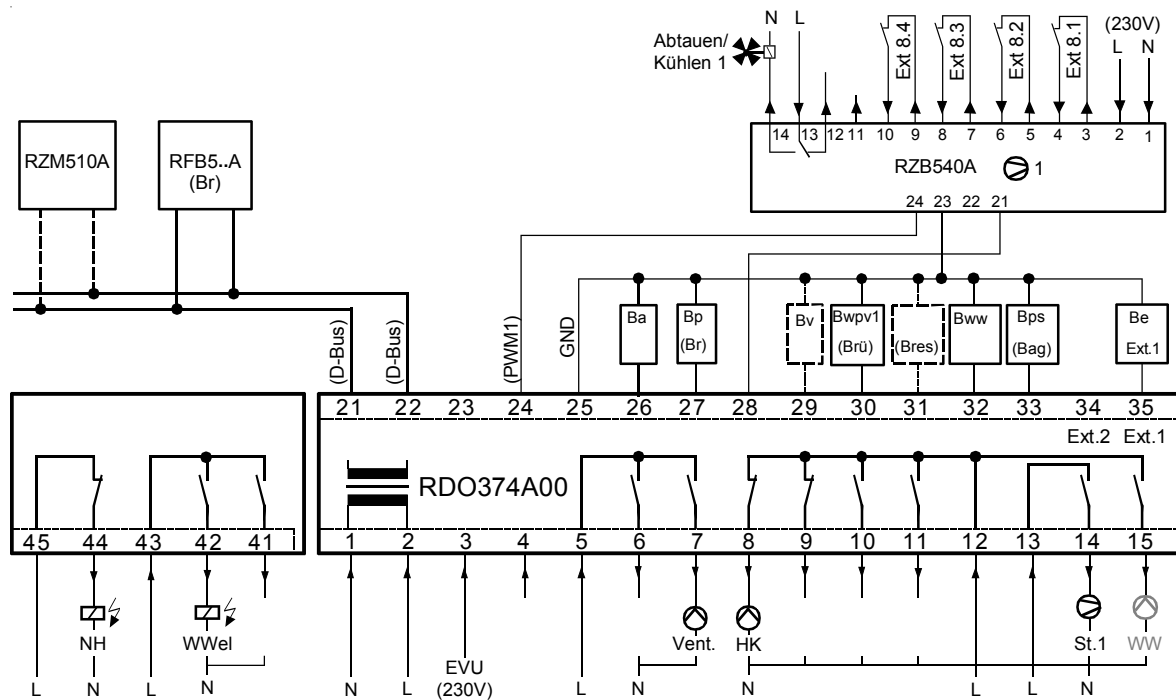 N L
(230V)
L N
Abtauen/
Kühlen 1
Ext 8.4
Ext 8.3
Ext 8.2
Ext 8.1
14 13 12 11 10 9 8 7 6 5 4 3 2 1
RZB540A 1
24 23 22 21
RZM510A
RFB5..A
(Br)
(D-Bus)
(D-Bus)
(PWM1)
GND
Ba
Bp
(Br)
Bv
Bwpv1
(Brü)
(Bres)
Bww
Bps
(Bag)
Be
Ext.1
21 22 23 24 25 26 27 28 29 30 31 32 33 34 35
Ext.2 Ext.1
RDO374A00
45 44 43 42 41
1 2 3 4 5 6 7 8 9 10 11 12 13 14 15
NH
WWel
Vent.
HK
St.1
WW
EVU
(230V)
L N L N N L L N N L L N